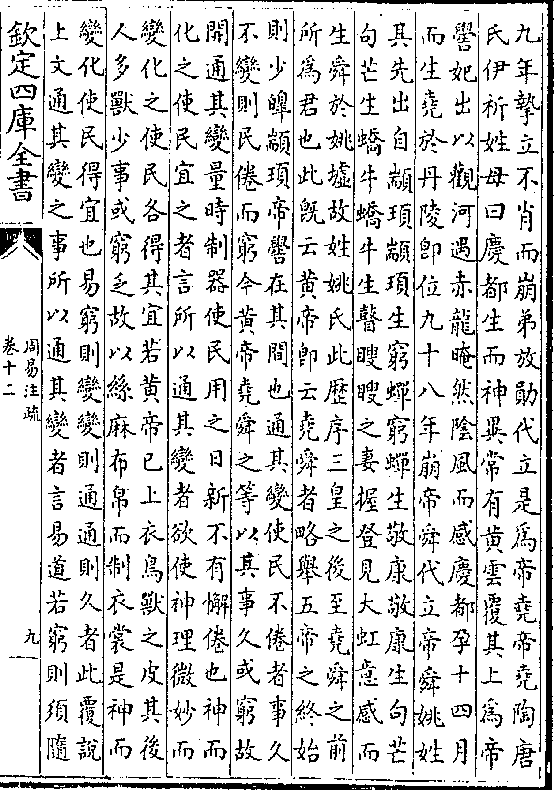 九年摯立不肖而崩弟放勛代立是爲帝堯帝堯陶唐
氏伊祈姓母曰慶都生而神異常有黄雲覆其上爲帝
嚳妃出以觀河遇赤龍晻然陰風而感慶都孕十四月
而生堯於丹陵卽位九十八年崩帝舜代立帝舜姚姓
其先出自顓頊顓頊生窮蟬窮蟬生敬康敬康生句芒
句芒生蟜牛蟜牛生瞽瞍瞍之妻握登見大虹意感而
生舜於姚墟故姓姚氏此歴序三皇之後至堯舜之前
所爲君也此旣云黄帝卽云堯舜者略舉五帝之終始
則少皥顓頊帝嚳在其間也通其變使民不倦者事久
不變則民倦而窮今黄帝堯舜之等以其事久或窮故
開通其變量時制器使民用之日新不有懈倦也神而
化之使民宜之者言所以通其變者欲使神理微妙而
變化之使民各得其宜若黄帝已上衣鳥獸之皮其後
人多獸少事或窮乏故以絲麻布帛而制衣裳是神而
變化使民得宜也易窮則變變則通通則久者此覆說
上文通其變之事所以通其變者言易道若窮則須隨
欽定四庫全書
周易注疏
卷十二
九